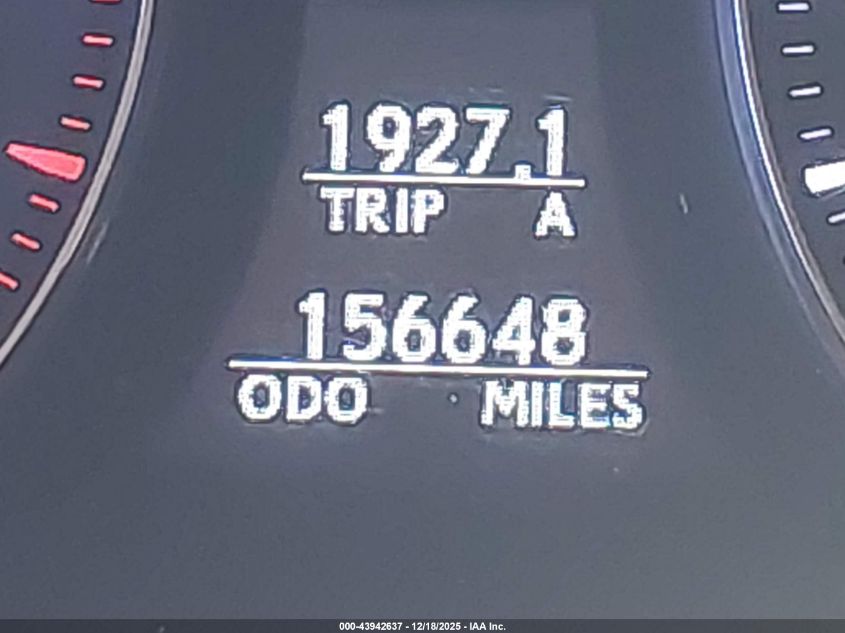 1927.1
TRIP A
156648
ODO MILES
000-43942637 - 12/18/2025 - IAA Inc.